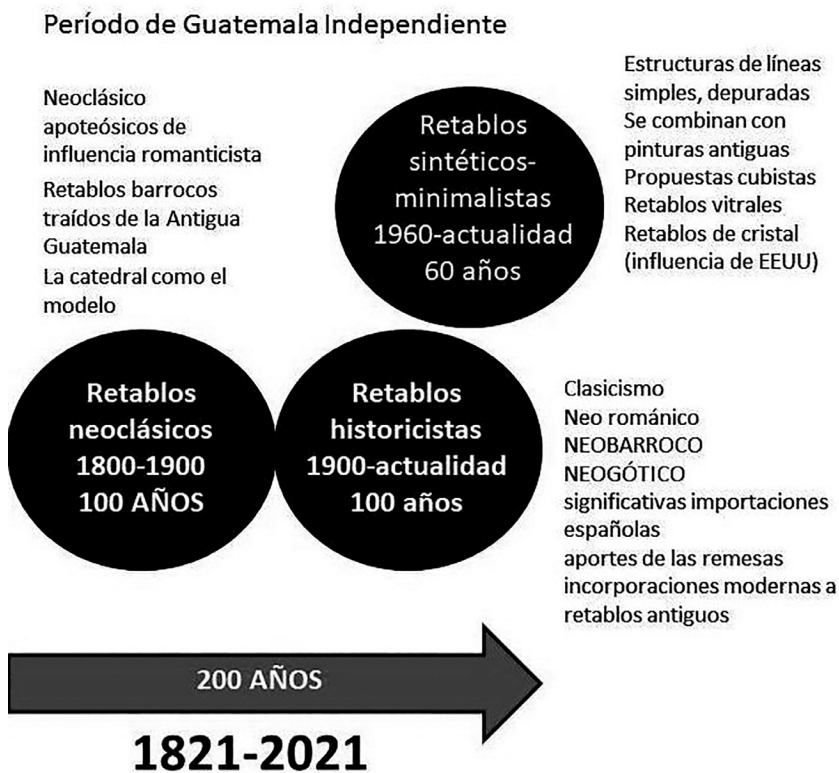 Período de Guatemala Independiente
Neoclásico
apoteósicos de
influencia romanticista
Retablos barrocos
traídos de la Antigua
Guatemala
La catedral como el
modelo
Retablos
sintéticos-
minimalistas
1960-actualidad
60 años
Estructuras de líneas
simples, depuradas
Se combinan con
pinturas antiguas
Propuestas cubistas
Retablos vitrales
Retablos de cristal
(influencia de EEUU)
Retablos
neoclásicos
1800-1900
100 AÑOS
Retablos
historicistas
1900-actualidad
100 años
Clasicismo
Neo románico
NEOBARROCO
NEOGÓTICO
significativas importaciones
españolas
aportes de las remesas
incorporaciones modernas a
retablos antiguos
200 AÑOS
1821-2021